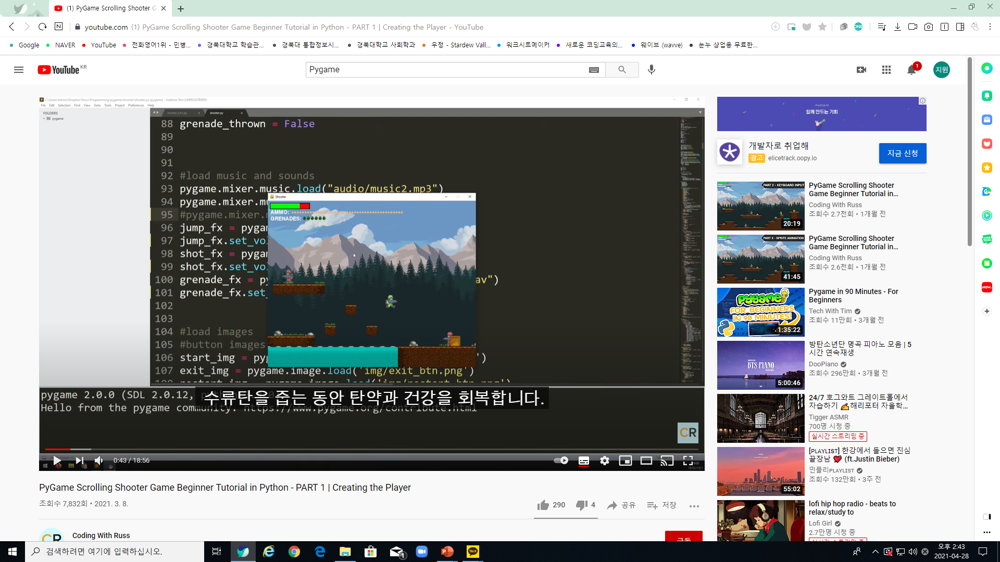 (1) PyGame Scrolling Shooter G
youtube.com (1) PyGame Scrolling Shooter Game Beginner Tutorial in Python - PART 1 | Creating the Player - YouTube
Google NAVER YouTube 전화영어1위 - 민병... 경북대학교 학습관... 경북대 통합정보시... 경북대학교 사회학과 우정 - Stardew Vall... 워크시트메이커 새로운 코딩교육의... 웨이브 (wavve) 눈누 상업용 무료한...
YouTube KR
Pygame
1
지원
C:\Users\Admin\Dropbox\Docs\Programming\pygame\shooter\shooter.py (pygame) - Sublime Text (UNREGISTERED)
File Edit Selection Find View Goto Tools Project Preferences Help
FOLDERS
pygame
shooter_tut1.py shooter.py
88 grenade_thrown = False
89
90
91
92 #load music and sounds
93 pygame.mixer.music.load("audio/music2.mp3")
94 pygame.mixer.mu
95 #pygame.mixer.
96 jump_fx = pygam
97 jump_fx.set_vol
98 shot_fx = pygam
99 shot_fx.set_vol
100 grenade_fx = py av")
101 grenade_fx.set_
102
103
104 #load images
105 #button images
106 start_img = pyg ')
107 exit_img = pygame.image.load('img/exit_btn.png')
Shooter
AMMO:
GRENADES:
pygame 2.0.0 (SDL 2.0.12,
Hello from the pygame community. https://www.pygame.org/contribute.html
수류탄을 줍는 동안 탄약과 건강을 회복합니다.
CR
0:43 / 18:56
PyGame Scrolling Shooter Game Beginner Tutorial in Python - PART 1 | Creating the Player
조회수 7,832회 • 2021. 3. 8.
290 4 공유 저장
Coding With Russ
구독
함께 만드는 기회
개발자로 취업해
광고 elicetrack.oopy.io
지금 신청
PART 2 - KEYBOARD INPUT
20:19
PyGame Scrolling Shooter
Game Beginner Tutorial in...
Coding With Russ
조회수 2.7천회 • 1개월 전
PART 3 - SPRITE ANIMATION
41:45
PyGame Scrolling Shooter
Game Beginner Tutorial in...
Coding With Russ
조회수 2.6천회 • 1개월 전
pygame
FOR BEGINNERS
IN 90 MINUTES!
1:35:22
Pygame in 90 Minutes - For
Beginners
Tech With Tim
조회수 11만회 • 3개월 전
BTS PIANO
5:00:46
방탄소년단 명곡 피아노 모음 | 5
시간 연속재생
DooPiano
조회수 296만회 • 3개월 전
24/7 호그와트 그레이트홀에서
자습하기 ✍해리포터 자율학...
Tigger ASMR
700명 시청 중
실시간 스트리밍 중
55:02
[ᴘʟᴀʏʟɪsᴛ] 한강에서 들으면 진심
끝장남 💘 (ft.Justin Bieber)
민플리ᴘʟᴀʏʟɪsᴛ
조회수 132만회 • 3주 전
lofi hip hop radio - beats to
relax/study to
Lofi Girl
2.7만명 시청 중
WEB TOON
NOW.
검색하려면 여기에 입력하십시오.
1
TALK
오후 2:43
2021-04-28